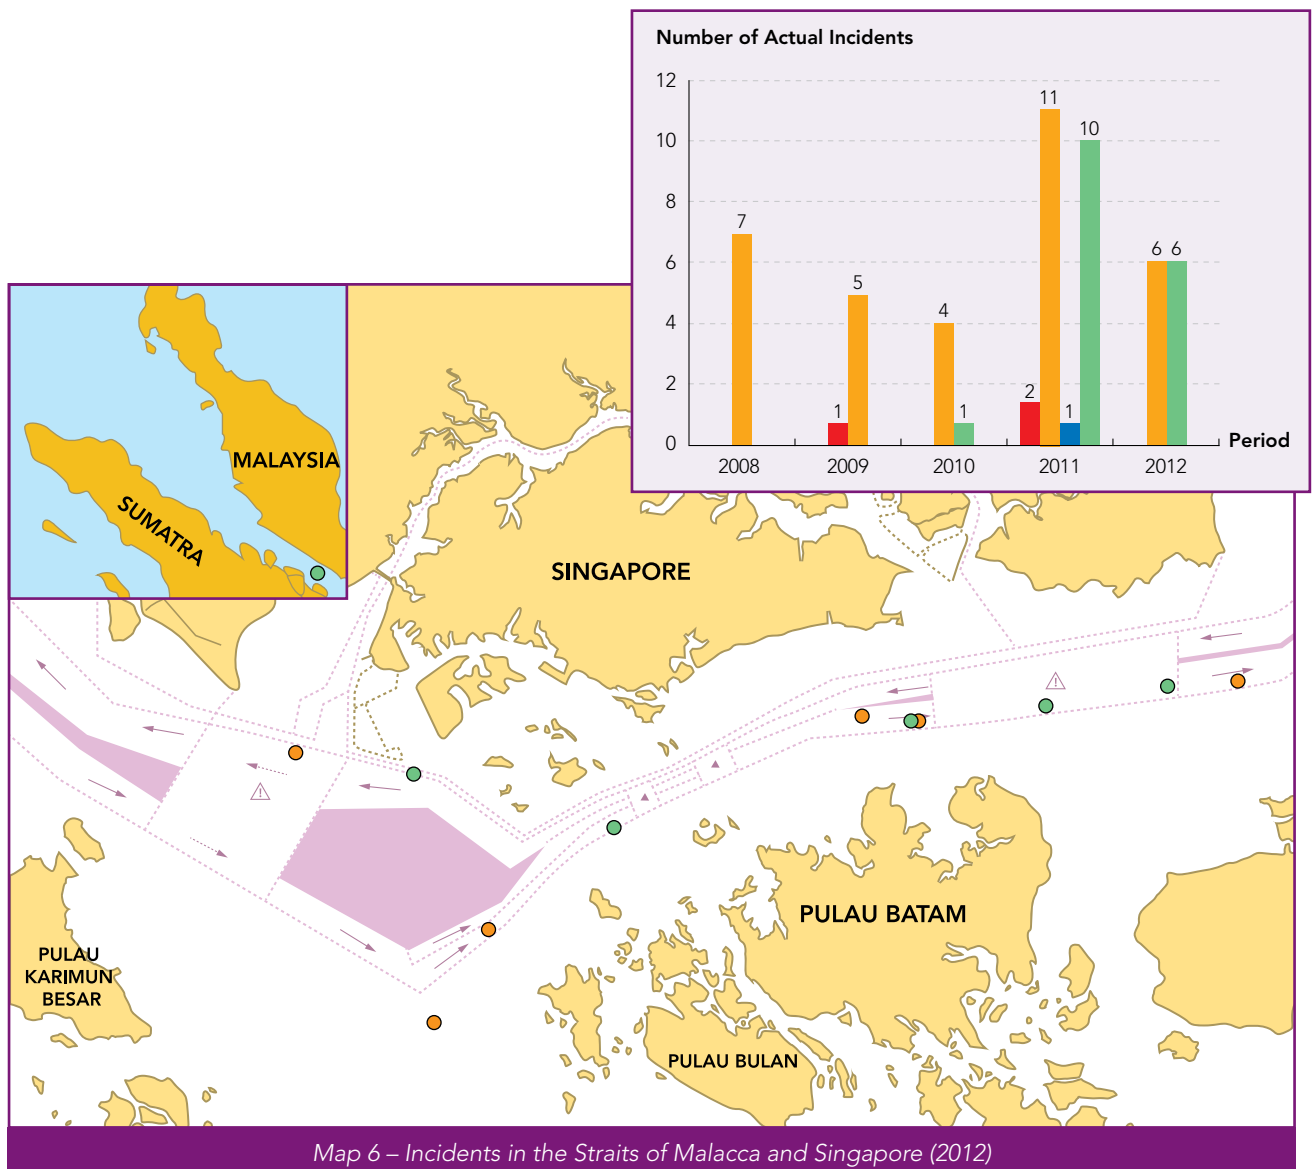 Number of Actual Incidents
12
10
8
6
4
2
0
7
1
5
4
1
2
11
1
10
6
6
Period
2008
2009
2010
2011
2012
MALAYSIA
SUMATRA
SINGAPORE
PULAU BATAM
PULAU
KARIMUN
BESAR
PULAU BULAN
Map 6 – Incidents in the Straits of Malacca and Singapore (2012)